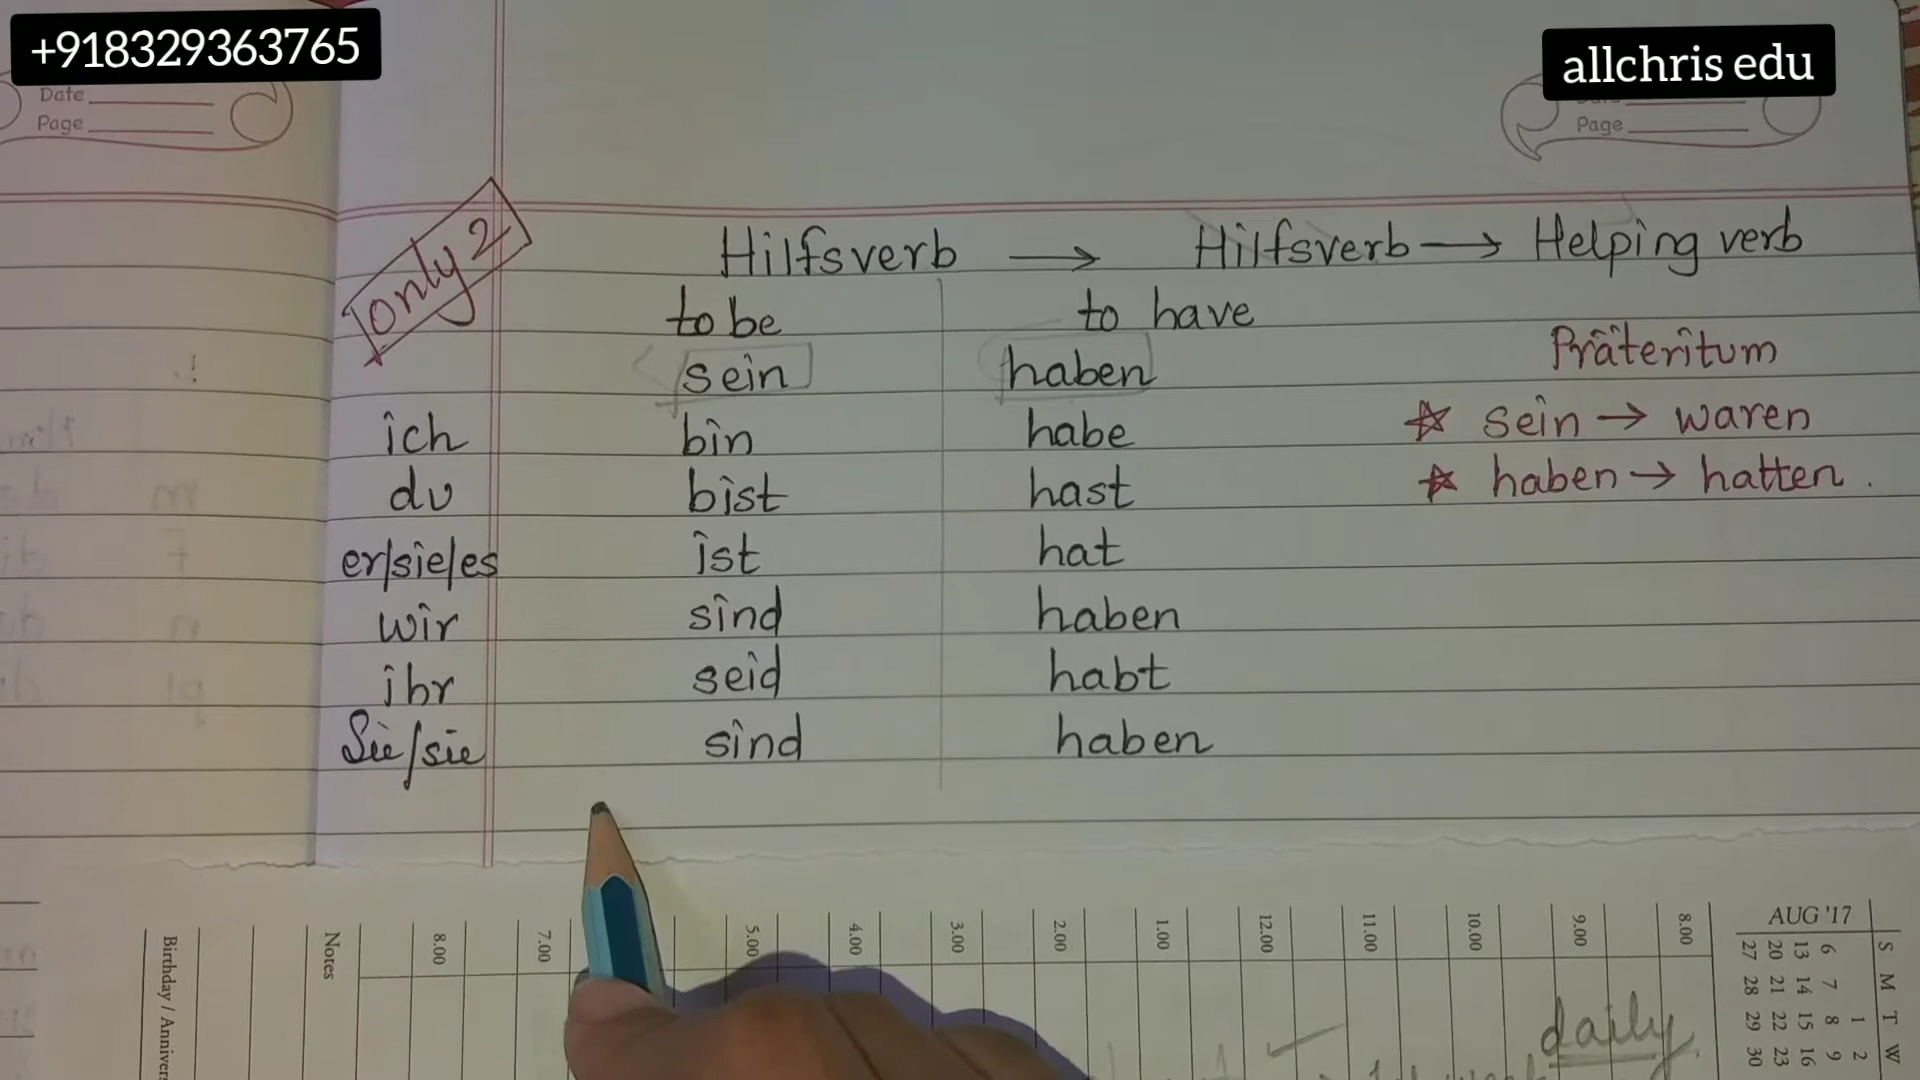 +918329363765
allchris edu
Date
Page
Page
only 2
Hilfsverb → Hilfsverb → Helping verb
to be to have
Präteritum
sein haben
ich bin habe
★ sein → waren
du bist hast
★ haben → hatten.
er/sie/es ist hat
wir sind haben
ihr seid habt
Sie/sie sind haben
Notes 8.00 7.00 5.00 4.00 3.00 2.00 1.00 12.00 11.00 10.00 9.00 8.00
AUG '17
S 6 13 20 27
M 7 14 21 28
T 1 8 15 22 29
W 2 9 16 23 30
daily